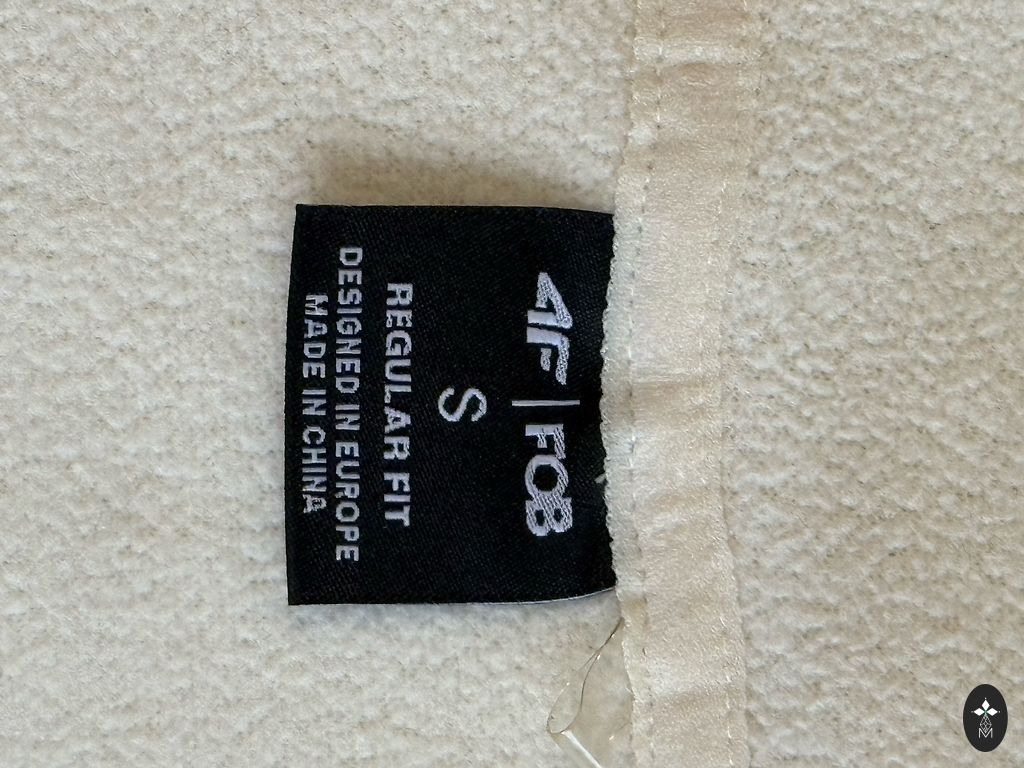 4F | FOB
S
REGULAR FIT
DESIGNED IN EUROPE
MADE IN CHINA
M